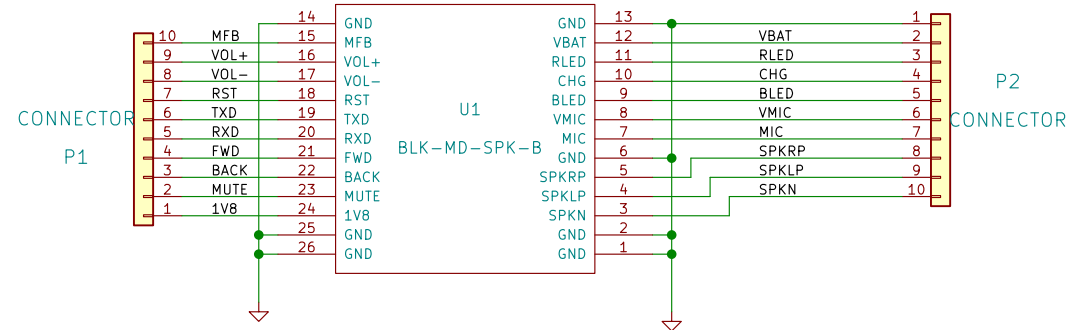 14 GND GND 13 1
10 MFB 15 MFB VBAT 12 VBAT 2
9 VOL+ 16 VOL+ RLED 11 RLED 3
8 VOL- 17 VOL- CHG 10 CHG 4
7 RST 18 RST BLED 9 BLED 5
6 TXD 19 TXD VMIC 8 VMIC 6
5 RXD 20 RXD MIC 7 MIC 7
4 FWD 21 FWD GND 6 SPKRP 8
3 BACK 22 BACK SPKRP 5 SPKLP 9
2 MUTE 23 MUTE SPKLP 4 SPKN 10
1 1V8 24 1V8 SPKN 3
25 GND GND 2
26 GND GND 1
CONNECTOR
P1
U1
BLK-MD-SPK-B
P2
CONNECTOR